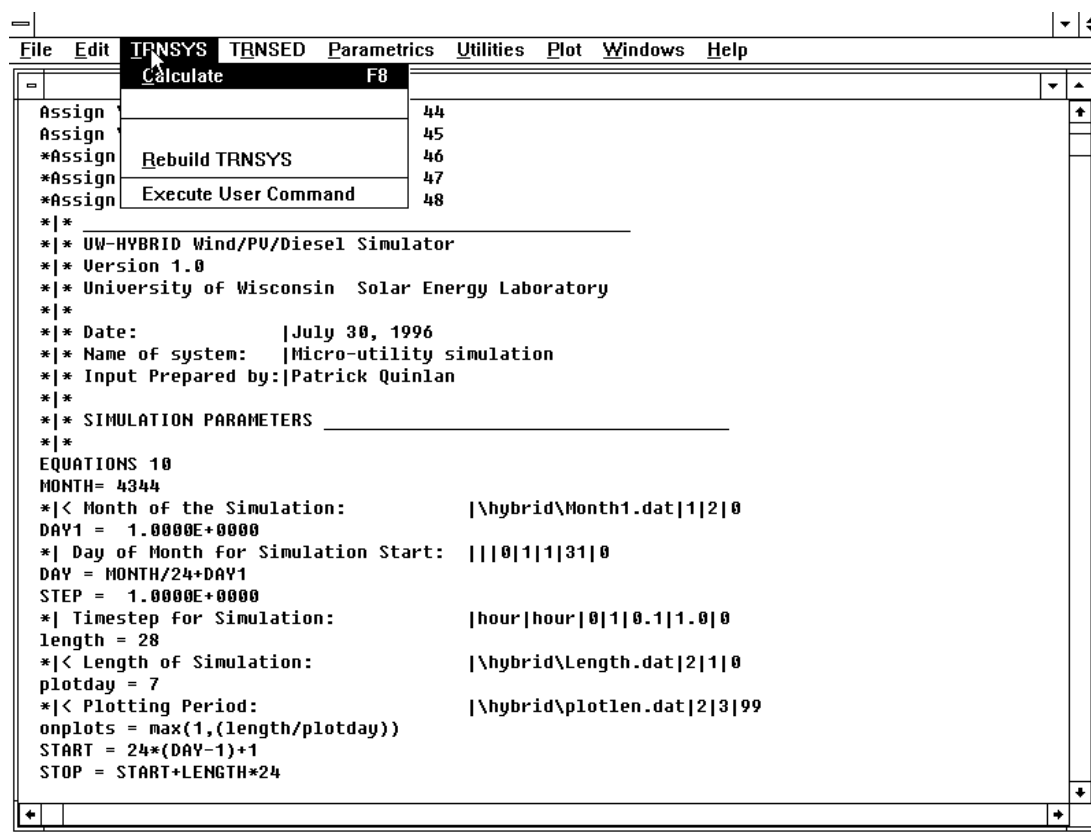 File Edit TRNSYS TRNSED Parametrics Utilities Plot Windows Help
Calculate F8
Rebuild TRNSYS
Execute User Command
Assign 44
Assign 45
*Assign 46
*Assign 47
*Assign 48
*|* ___
*|* UW-HYBRID Wind/PV/Diesel Simulator
*|* Version 1.0
*|* University of Wisconsin  Solar Energy Laboratory
*|*
*|* Date: |July 30, 1996
*|* Name of system: |Micro-utility simulation
*|* Input Prepared by:|Patrick Quinlan
*|*
*|* SIMULATION PARAMETERS ___
*|*
EQUATIONS 10
MONTH= 4344
*|< Month of the Simulation: |\hybrid\Month1.dat|1|2|0
DAY1 =  1.0000E+0000
*| Day of Month for Simulation Start: |||0|1|1|31|0
DAY = MONTH/24+DAY1
STEP =  1.0000E+0000
*| Timestep for Simulation: |hour|hour|0|1|0.1|1.0|0
length = 28
*|< Length of Simulation: |\hybrid\Length.dat|2|1|0
plotday = 7
*|< Plotting Period: |\hybrid\plotlen.dat|2|3|99
onplots = max(1,(length/plotday))
START = 24*(DAY-1)+1
STOP = START+LENGTH*24